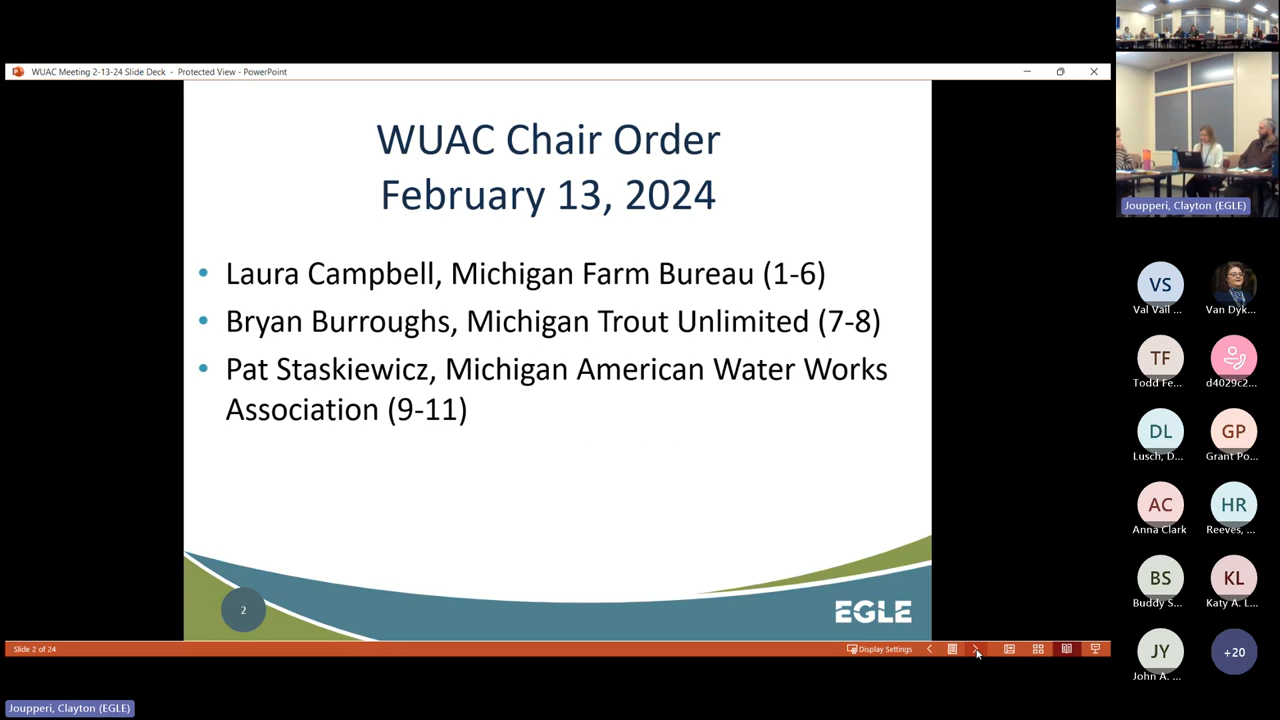 WUAC Meeting 2-13-24 Slide Deck - Protected View - PowerPoint
WUAC Chair Order
February 13, 2024
• Laura Campbell, Michigan Farm Bureau (1-6)
• Bryan Burroughs, Michigan Trout Unlimited (7-8)
• Pat Staskiewicz, Michigan American Water Works
Association (9-11)
2
EGLE
Slide 2 of 24
Display Settings
Joupperi, Clayton (EGLE)
Joupperi, Clayton (EGLE)
VS
Val Vail ...
Van Dyk...
TF
Todd Fe...
d4029c2...
DL
Lusch, D...
GP
Grant Po...
AC
Anna Clark
HR
Reeves, ...
BS
Buddy S...
KL
Katy A. L...
JY
John A. ...
+20